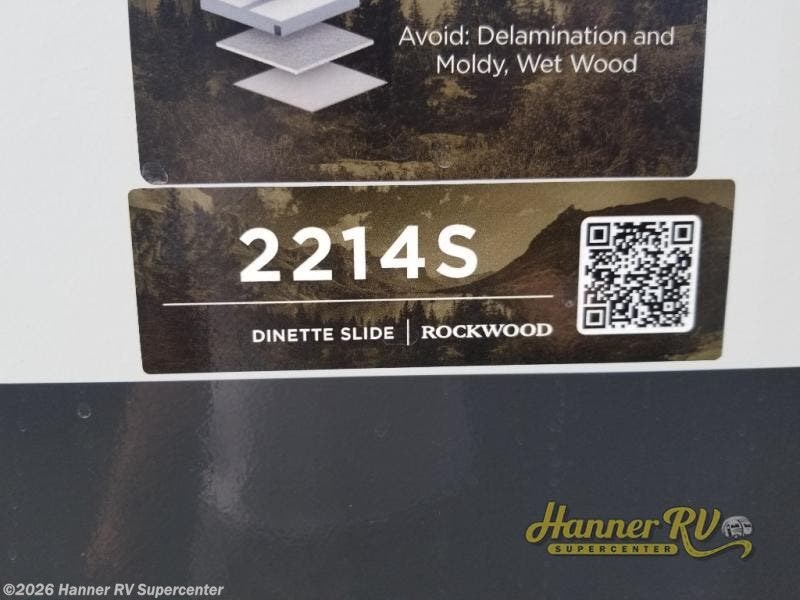 Avoid: Delamination and
Moldy, Wet Wood
2214S
DINETTE SLIDE | ROCKWOOD
Hanner RV
SUPERCENTER
©2026 Hanner RV Supercenter